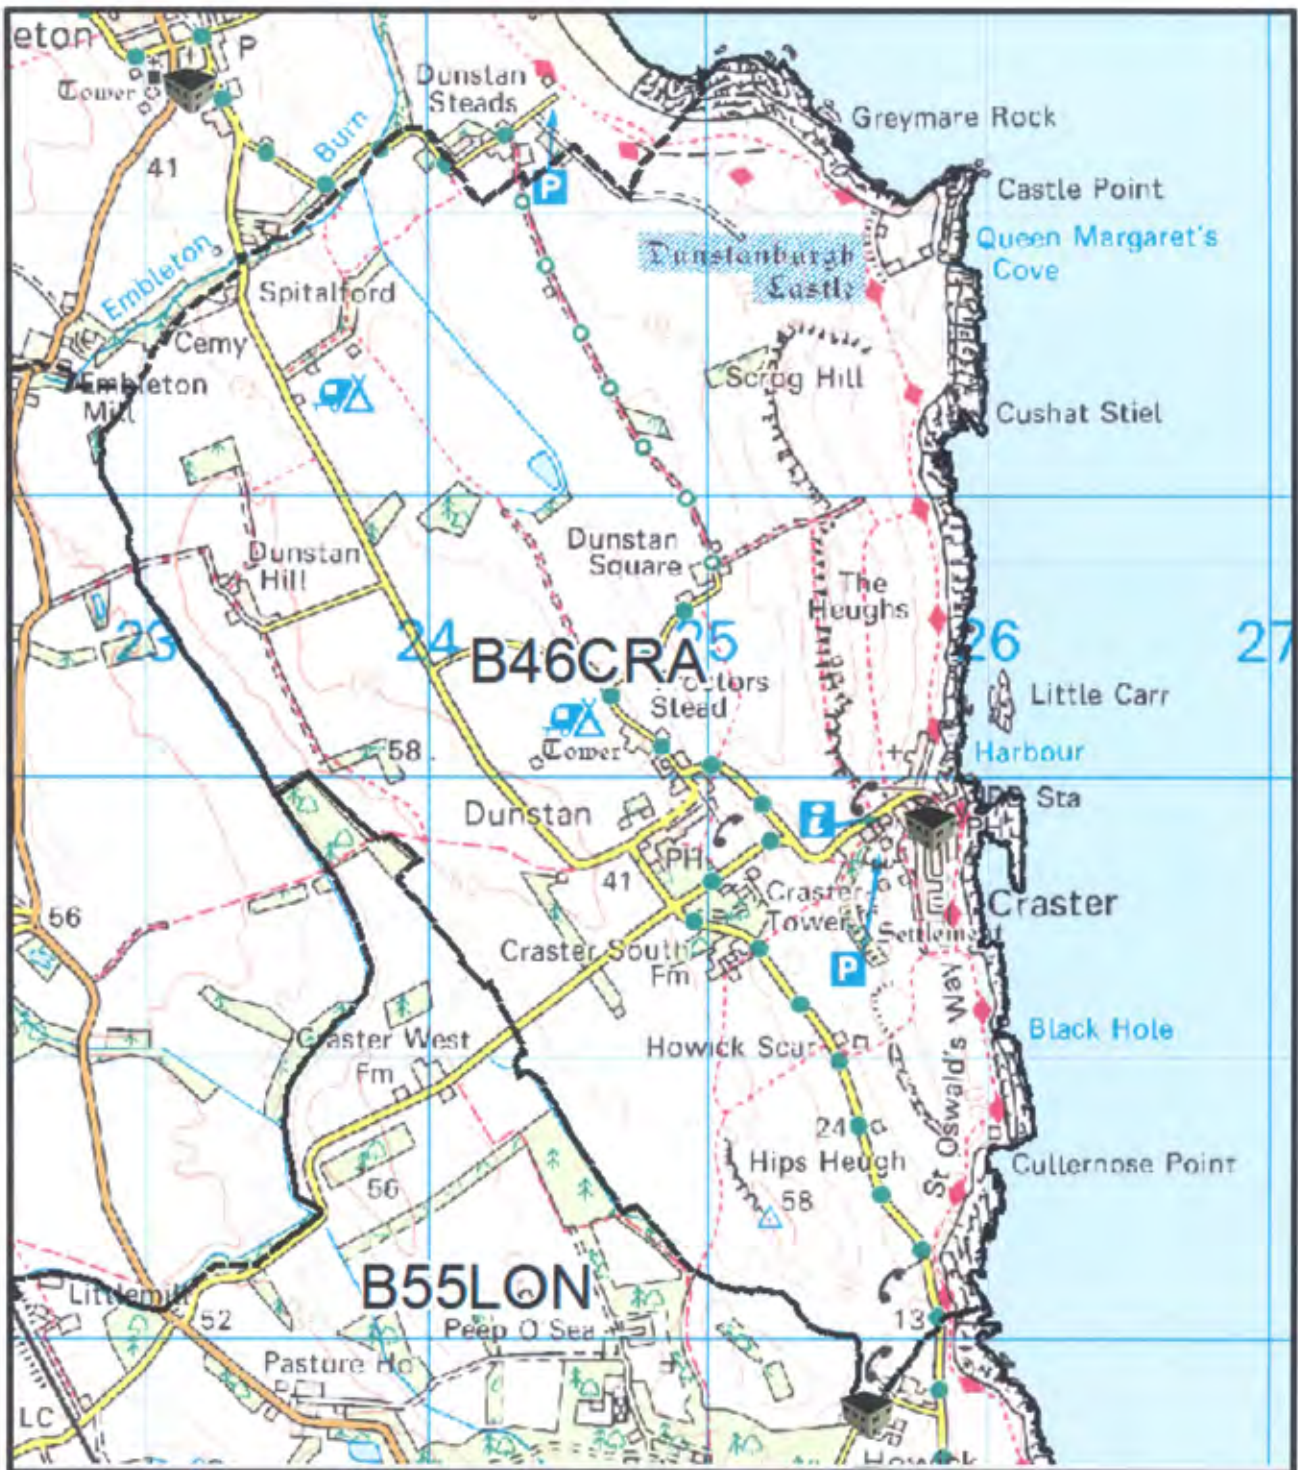 eton
P
Tower
41
Burn
Dunstan
Steads
P
Greymare Rock
Castle Point
Queen Margaret's
Cove
Dunstanburgh
Castle
Embleton
Spitalford
Cemy
Embleton
Mill
Scrog Hill
Cushat Stiel
Dunstan
Square
Dunstan
Hill
The
Heughs
23
24
25
26
27
B46CRA
Proctors
Stead
Little Carr
Tower
58
Harbour
Dunstan
i
Sta
PH
41
Craster
Tower
Craster
Settlement
56
Craster South
Fm
P
St Oswald's Way
Black Hole
Craster West
Fm
Howick Scar
24
Hips Heugh
58
Cullernose Point
56
B55LON
Littlemill
52
Peep O'Sea
13
Pasture Ho
LC
Howick